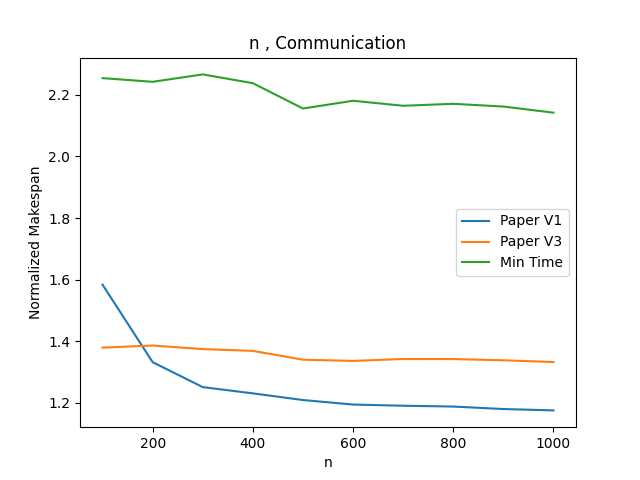 n , Communication
Normalized Makespan
2.2
2.0
1.8
1.6
1.4
1.2
Paper V1
Paper V3
Min Time
200
400
600
800
1000
n